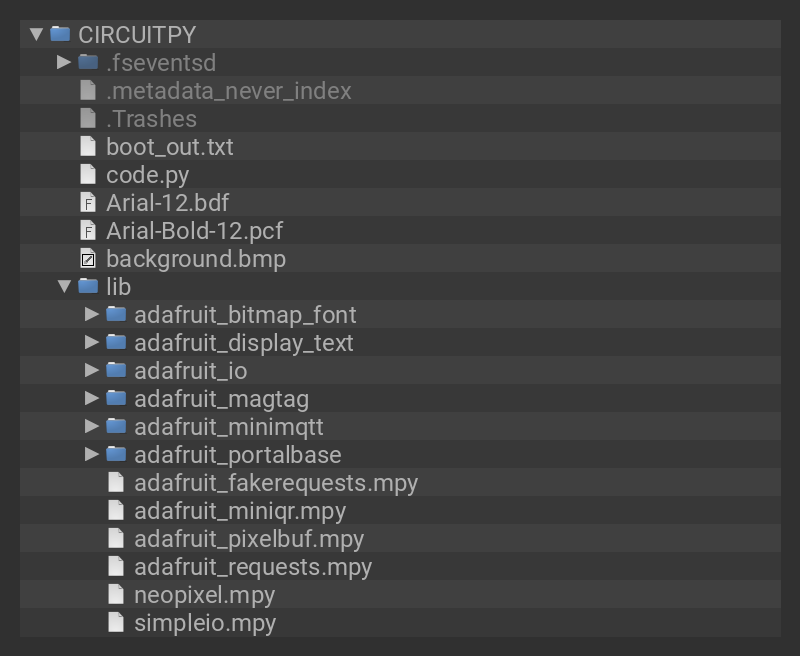 CIRCUITPY
.fseventsd
.metadata_never_index
.Trashes
boot_out.txt
code.py
Arial-12.bdf
Arial-Bold-12.pcf
background.bmp
lib
adafruit_bitmap_font
adafruit_display_text
adafruit_io
adafruit_magtag
adafruit_minimqtt
adafruit_portalbase
adafruit_fakerequests.mpy
adafruit_miniqr.mpy
adafruit_pixelbuf.mpy
adafruit_requests.mpy
neopixel.mpy
simpleio.mpy